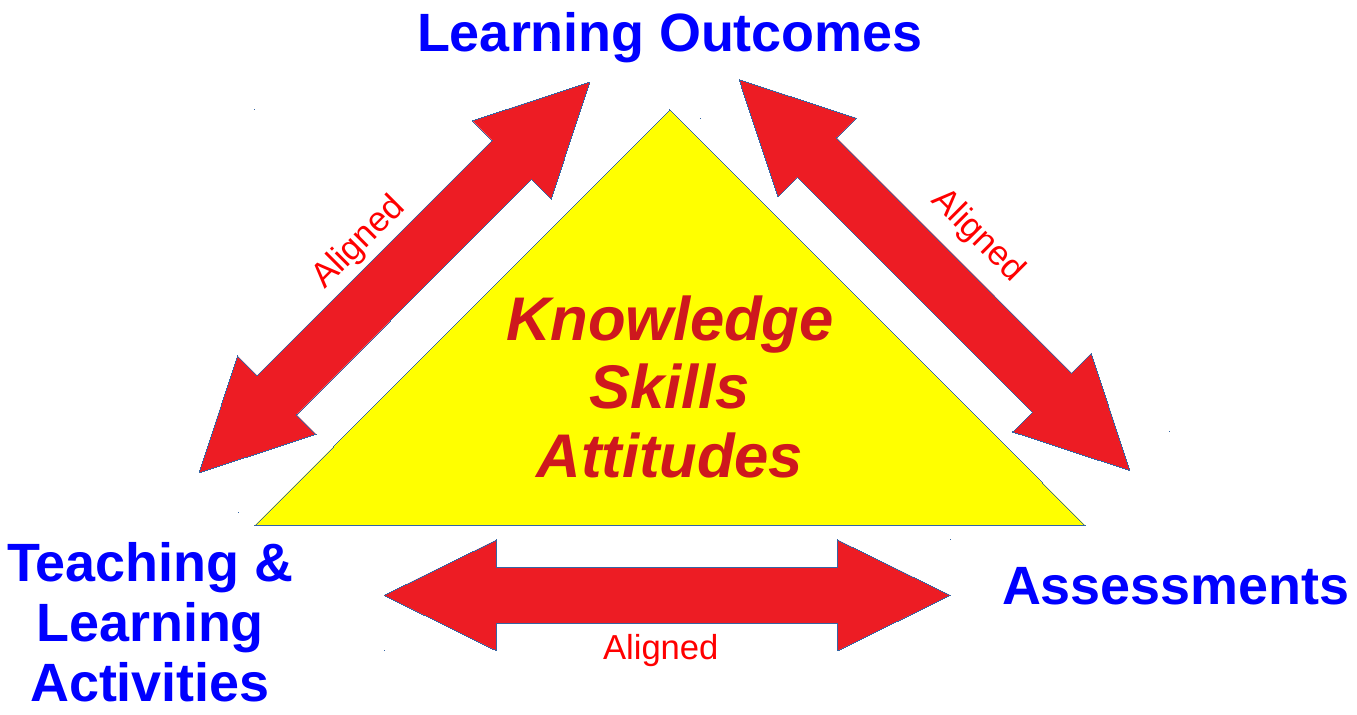 Learning Outcomes
Aligned
Aligned
Knowledge
Skills
Attitudes
Teaching &
Learning
Activities
Assessments
Aligned